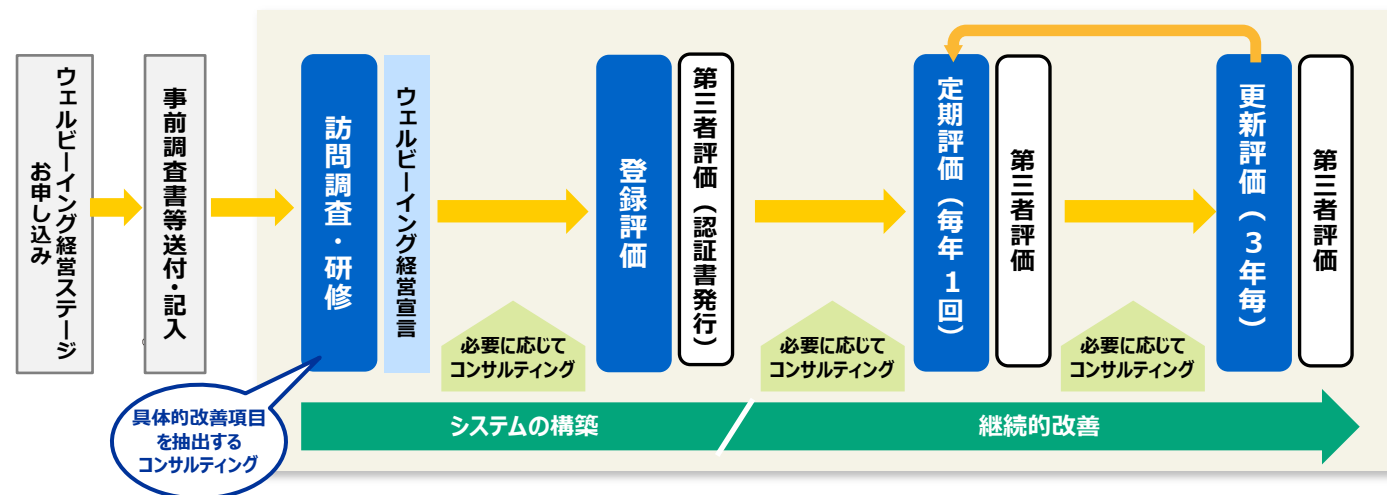 ウェルビーイング経営ステージ
お申し込み
事前調査書等送付・記入
訪問調査・研修
ウェルビーイング経営宣言
登録評価
第三者評価（認証書発行）
定期評価（毎年１回）
第三者評価
更新評価（３年毎）
第三者評価
必要に応じて
コンサルティング
必要に応じて
コンサルティング
必要に応じて
コンサルティング
具体的改善項目
を抽出する
コンサルティング
システムの構築
継続的改善